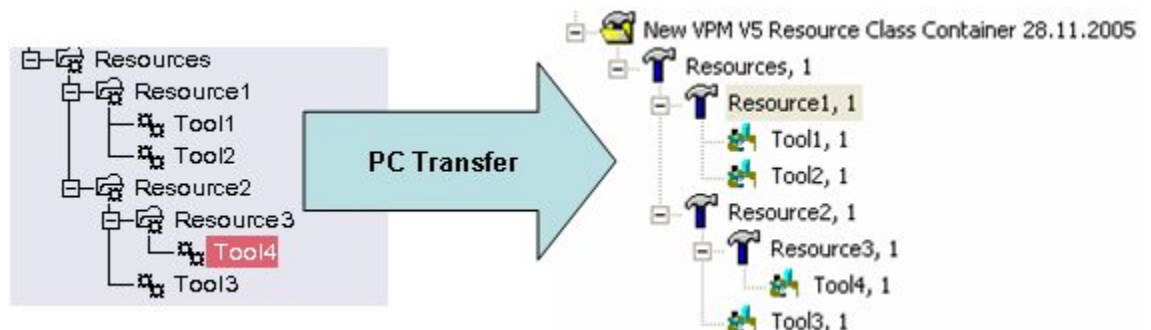 Resources
Resource1
Tool1
Tool2
Resource2
Resource3
Tool4
Tool3
PC Transfer
New VPM V5 Resource Class Container 28.11.2005
Resources, 1
Resource1, 1
Tool1, 1
Tool2, 1
Resource2, 1
Resource3, 1
Tool4, 1
Tool3, 1